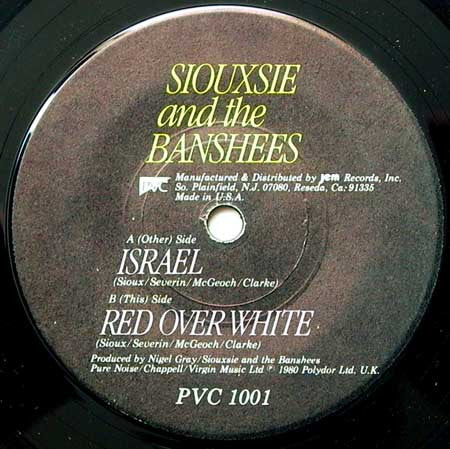 SIOUXSIE
and the
BANSHEES
PVC
Manufactured & Distributed by jem Records, Inc.
So. Plainfield, N.J. 07080, Reseda, Ca. 91335
Made in U.S.A.
A (Other) Side
ISRAEL
(Sioux/Severin/McGeoch/Clarke)
B (This) Side
RED OVER WHITE
(Sioux/Severin/McGeoch/Clarke)
Produced by Nigel Gray/Siouxsie and the Banshees
Pure Noise/Chappell/Virgin Music Ltd ℗ 1980 Polydor Ltd. U.K.
PVC 1001